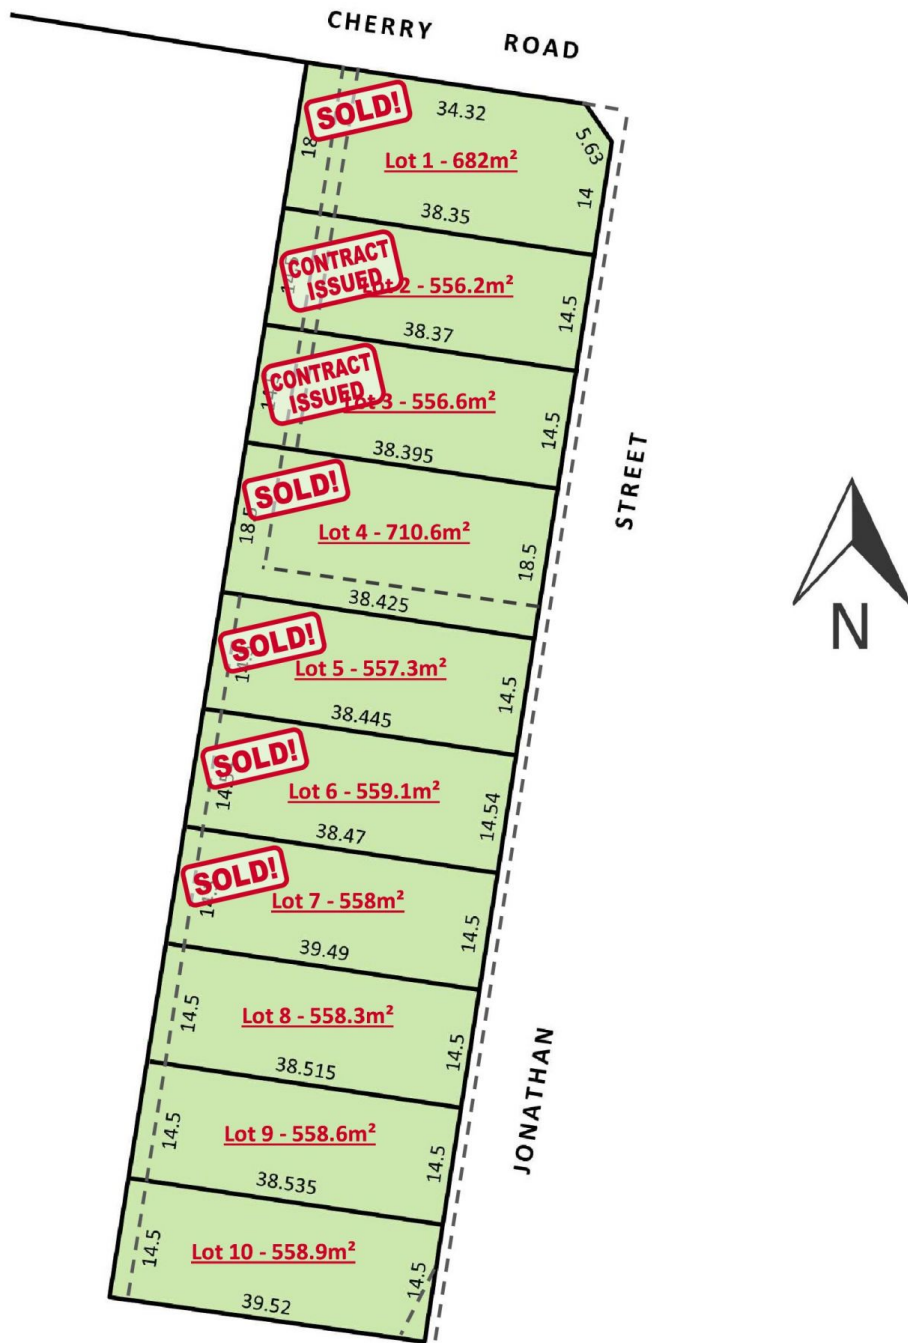 CHERRY ROAD
SOLD!
34.32
5.63
18
Lot 1 - 682m²
14
38.35
CONTRACT
ISSUED
Lot 2 - 556.2m²
14.5
38.37
CONTRACT
ISSUED
Lot 3 - 556.6m²
14.5
38.395
STREET
SOLD!
18.5
Lot 4 - 710.6m²
18.5
38.425
N
SOLD!
Lot 5 - 557.3m²
14.5
38.445
SOLD!
14.5
Lot 6 - 559.1m²
14.54
38.47
SOLD!
Lot 7 - 558m²
14.5
39.49
14.5
Lot 8 - 558.3m²
14.5
38.515
JONATHAN
14.5
Lot 9 - 558.6m²
14.5
38.535
14.5
Lot 10 - 558.9m²
14.5
39.52